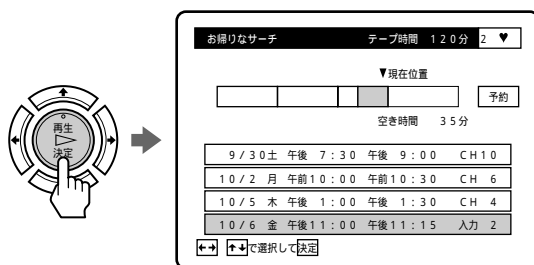 お帰りなサーチ テープ時間 120分 2 ♥
▼現在位置
予約
空き時間 35分
再生
決定
9/30土 午後 7:30 午後 9:00 CH10
10/2 月 午前10:00 午前10:30 CH 6
10/5 木 午後 1:00 午後 1:30 CH 4
10/6 金 午後11:00 午後11:15 入力 2
←→ ↑↓で選択して決定